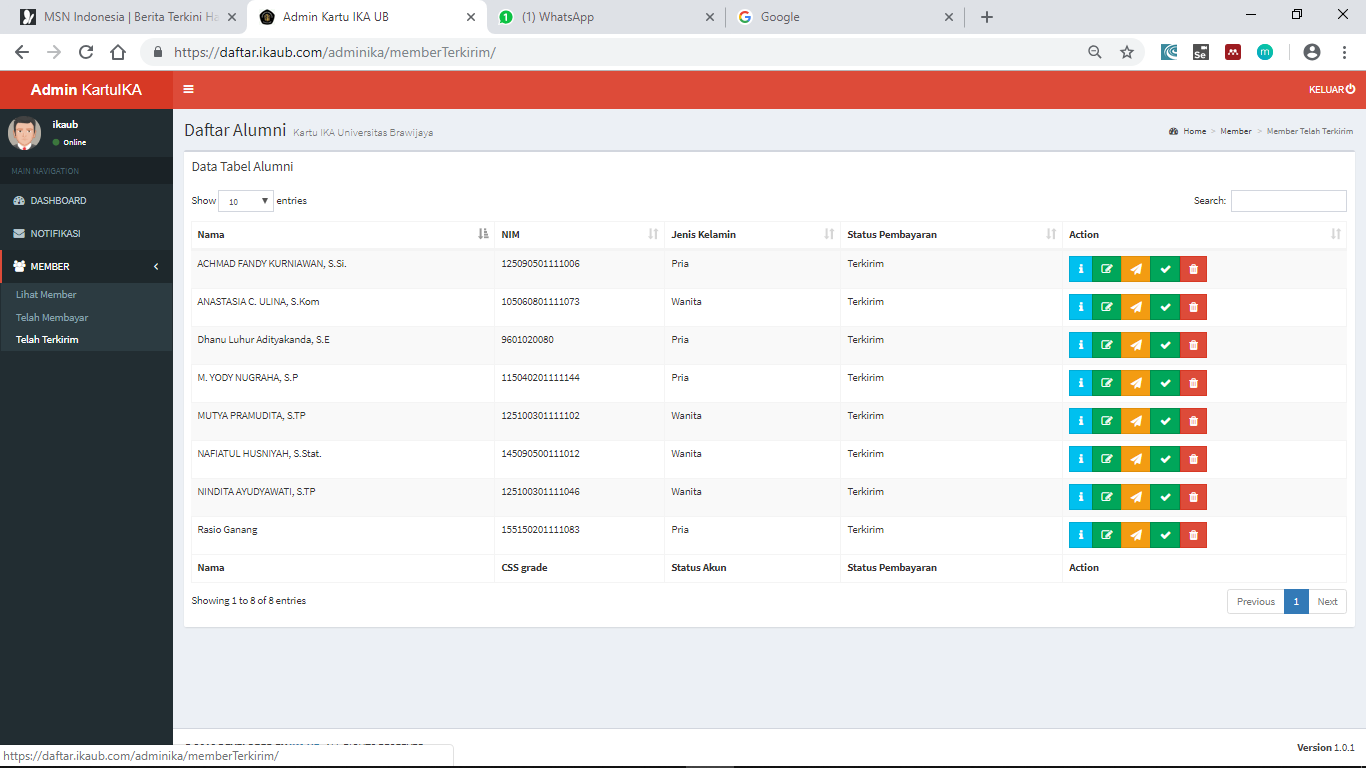 MSN Indonesia | Berita Terkini Ha
Admin Kartu IKA UB
1 (1) WhatsApp
Google
https://daftar.ikaub.com/adminika/memberTerkirim/
Se
m
Admin KartuIKA
KELUAR
ikaub
Online
MAIN NAVIGATION
DASHBOARD
NOTIFIKASI
MEMBER
Lihat Member
Telah Membayar
Telah Terkirim
Daftar Alumni Kartu IKA Universitas Brawijaya
Home > Member > Member Telah Terkirim
Data Tabel Alumni
Show 10 entries
Search:
Nama NIM Jenis Kelamin Status Pembayaran Action
ACHMAD FANDY KURNIAWAN, S.Si. 125090501111006 Pria Terkirim
ANASTASIA C. ULINA, S.Kom 105060801111073 Wanita Terkirim
Dhanu Luhur Adityakanda, S.E 9601020080 Pria Terkirim
M. YODY NUGRAHA, S.P 115040201111144 Pria Terkirim
MUTYA PRAMUDITA, S.TP 125100301111102 Wanita Terkirim
NAFIATUL HUSNIYAH, S.Stat. 145090500111012 Wanita Terkirim
NINDITA AYUDYAWATI, S.TP 125100301111046 Wanita Terkirim
Rasio Ganang 155150201111083 Pria Terkirim
Nama CSS grade Status Akun Status Pembayaran Action
Showing 1 to 8 of 8 entries
Previous 1 Next
Version 1.0.1
https://daftar.ikaub.com/adminika/memberTerkirim/